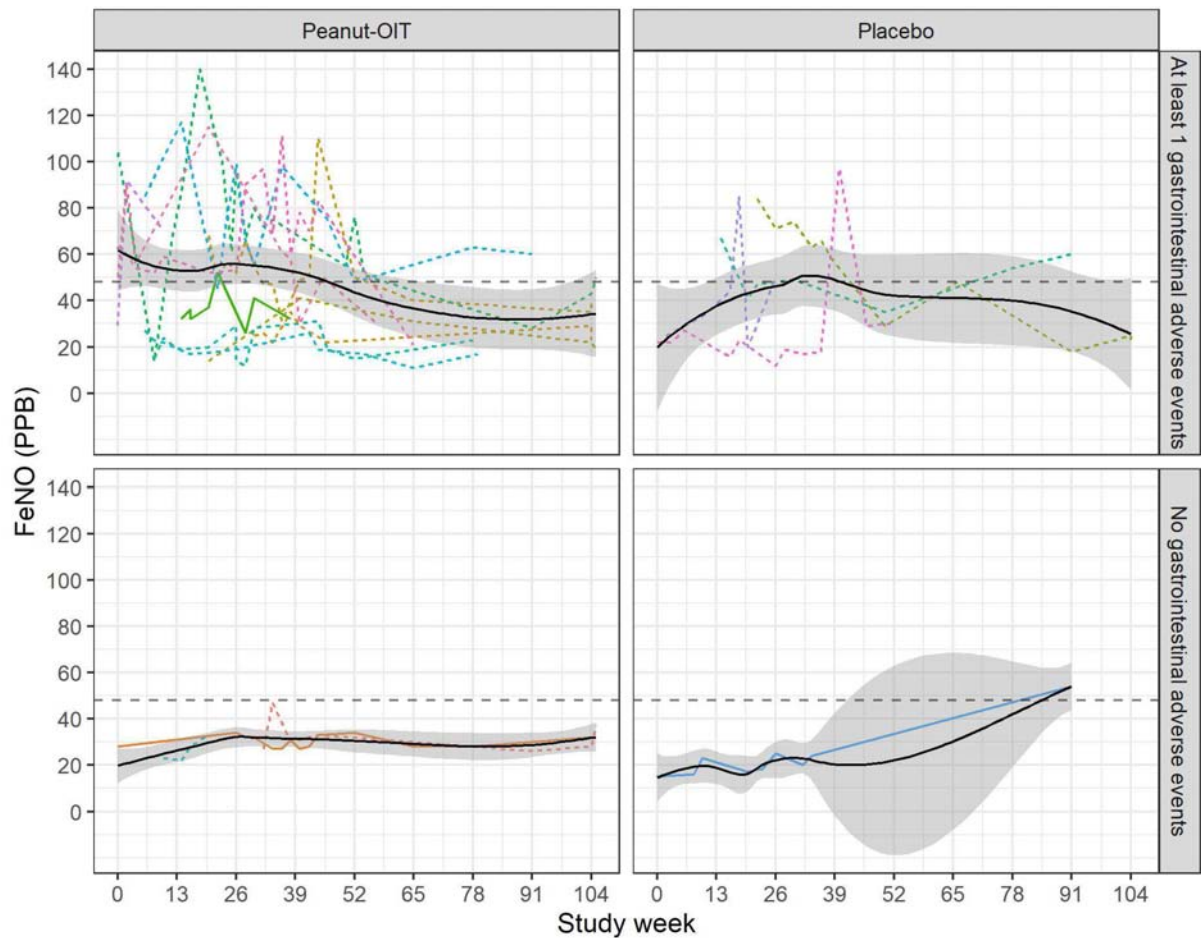 Peanut-OIT
Placebo
140
120
100
80
60
40
20
0
At least 1 gastrointestinal adverse events
FeNO (PPB)
140
120
100
80
60
40
20
0
No gastrointestinal adverse events
0 13 26 39 52 65 78 91 104
0 13 26 39 52 65 78 91 104
Study week